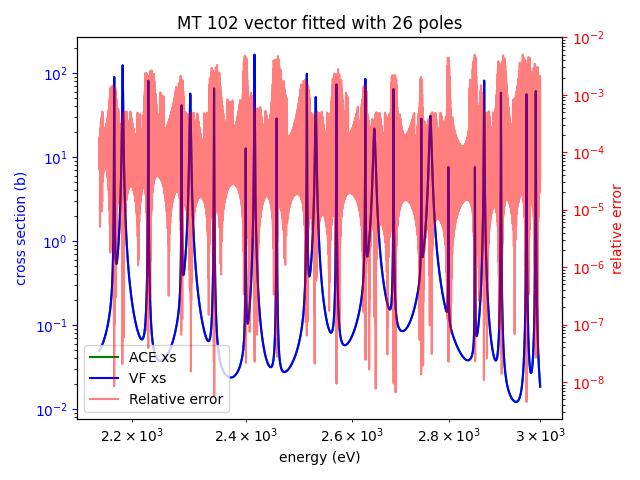 MT 102 vector fitted with 26 poles
cross section (b)
10²
10¹
10⁰
10⁻¹
10⁻²
10⁻²
10⁻³
10⁻⁴
10⁻⁵
10⁻⁶
10⁻⁷
10⁻⁸
relative error
ACE xs
VF xs
Relative error
2.2 × 10³ 2.4 × 10³ 2.6 × 10³ 2.8 × 10³ 3 × 10³
energy (eV)